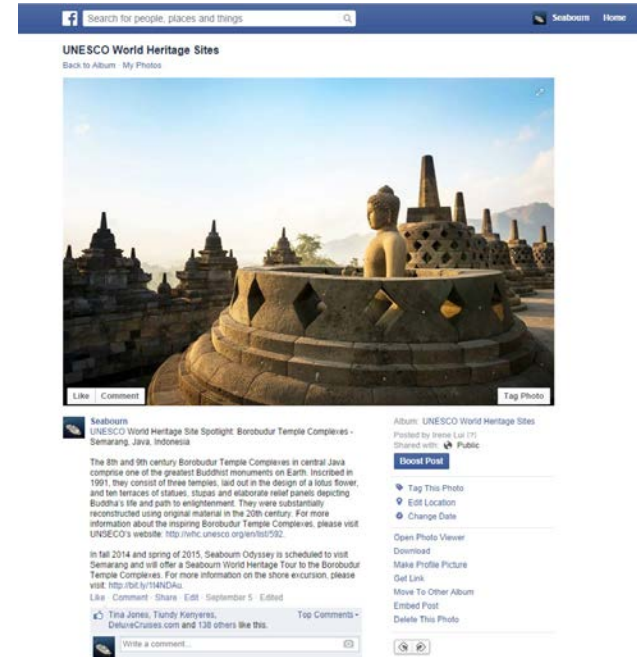 Search for people, places and things
Seabourn Home
UNESCO World Heritage Sites
Back to Album · My Photos
Like Comment
Tag Photo
Seabourn
UNESCO World Heritage Site Spotlight: Borobudur Temple Complexes -
Semarang, Java, Indonesia
The 8th and 9th century Borobudur Temple Complexes in central Java
comprise one of the greatest Buddhist monuments on Earth. Inscribed in
1991, they consist of three temples, laid out in the design of a lotus flower,
and ten terraces of statues, stupas and elaborate relief panels depicting
Buddha's life and path to enlightenment. They were substantially
reconstructed using original material in the 20th century. For more
information about the inspiring Borobudur Temple Complexes, please visit
UNSECO's website: http://whc.unesco.org/en/list/592.
In fall 2014 and spring of 2015, Seabourn Odyssey is scheduled to visit
Semarang and will offer a Seabourn World Heritage Tour to the Borobudur
Temple Complexes. For more information on the shore excursion, please
visit: http://bit.ly/1t4NDAu.
Like · Comment · Share · Edit · September 5 · Edited
Tina Jones, Tiundy Kenyeres,
DeluxeCruises.com and 138 others like this.
Top Comments
Write a comment...
Album: UNESCO World Heritage Sites
Posted by Irene Lui (?)
Shared with: Public
Boost Post
Tag This Photo
Edit Location
Change Date
Open Photo Viewer
Download
Make Profile Picture
Get Link
Move To Other Album
Embed Post
Delete This Photo